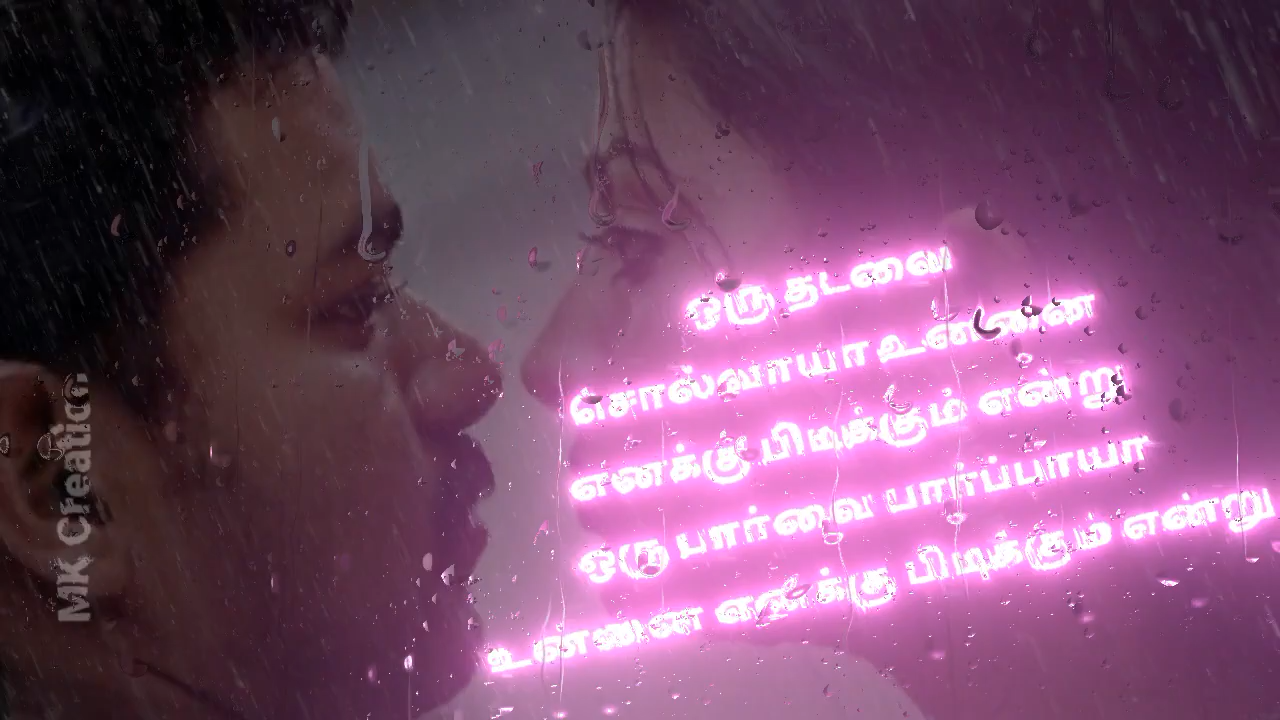 ஒரு தடவை
சொல்வாயா உன்னை
எனக்கு பிடிக்கும் என்று
ஒரு பார்வை பார்ப்பாயா
உன்னை எனக்கு பிடிக்கும் என்று
MK Creation